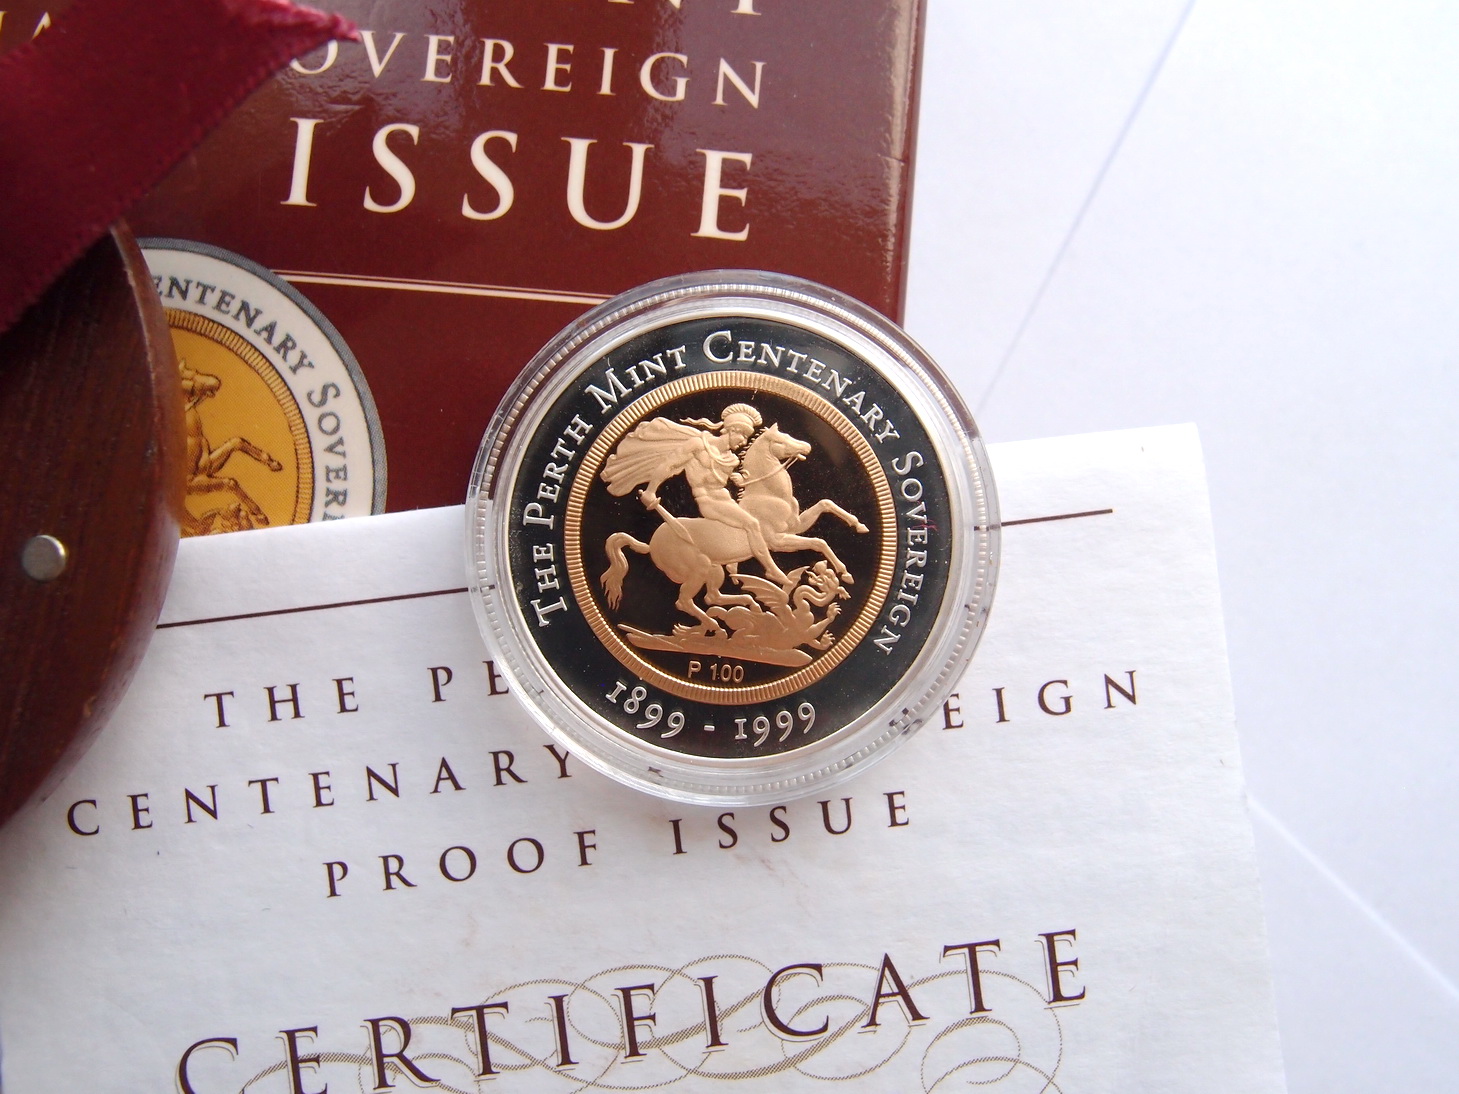 OVEREIGN
ISSUE
ENTENARY SOVER
THE PERTH MINT CENTENARY SOVEREIGN
P 100
1899 - 1999
THE PE EIGN
CENTENARY
PROOF ISSUE
CERTIFICATE